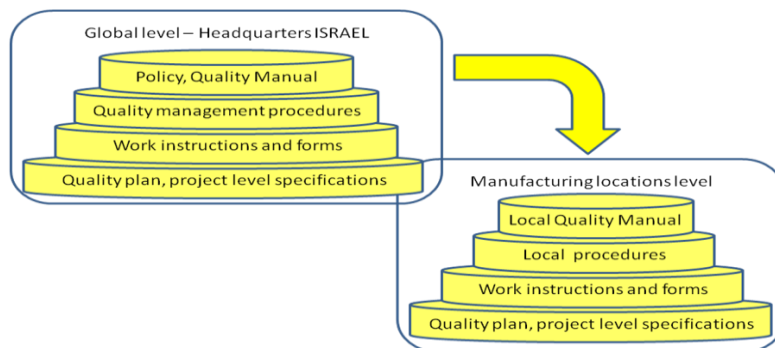 Global level – Headquarters ISRAEL
Policy, Quality Manual
Quality management procedures
Work instructions and forms
Quality plan, project level specifications
Manufacturing locations level
Local Quality Manual
Local procedures
Work instructions and forms
Quality plan, project level specifications